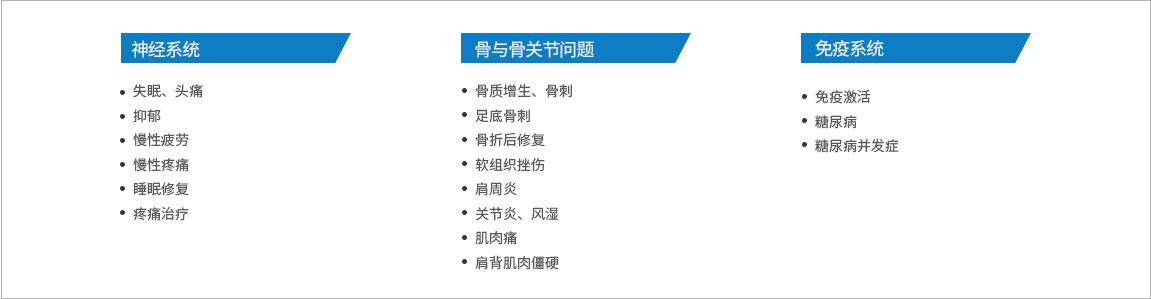 神经系统
失眠、头痛
抑郁
慢性疲劳
慢性疼痛
睡眠修复
疼痛治疗
骨与骨关节问题
骨质增生、骨刺
足底骨刺
骨折后修复
软组织挫伤
肩周炎
关节炎、风湿
肌肉痛
肩背肌肉僵硬
免疫系统
免疫激活
糖尿病
糖尿病并发症